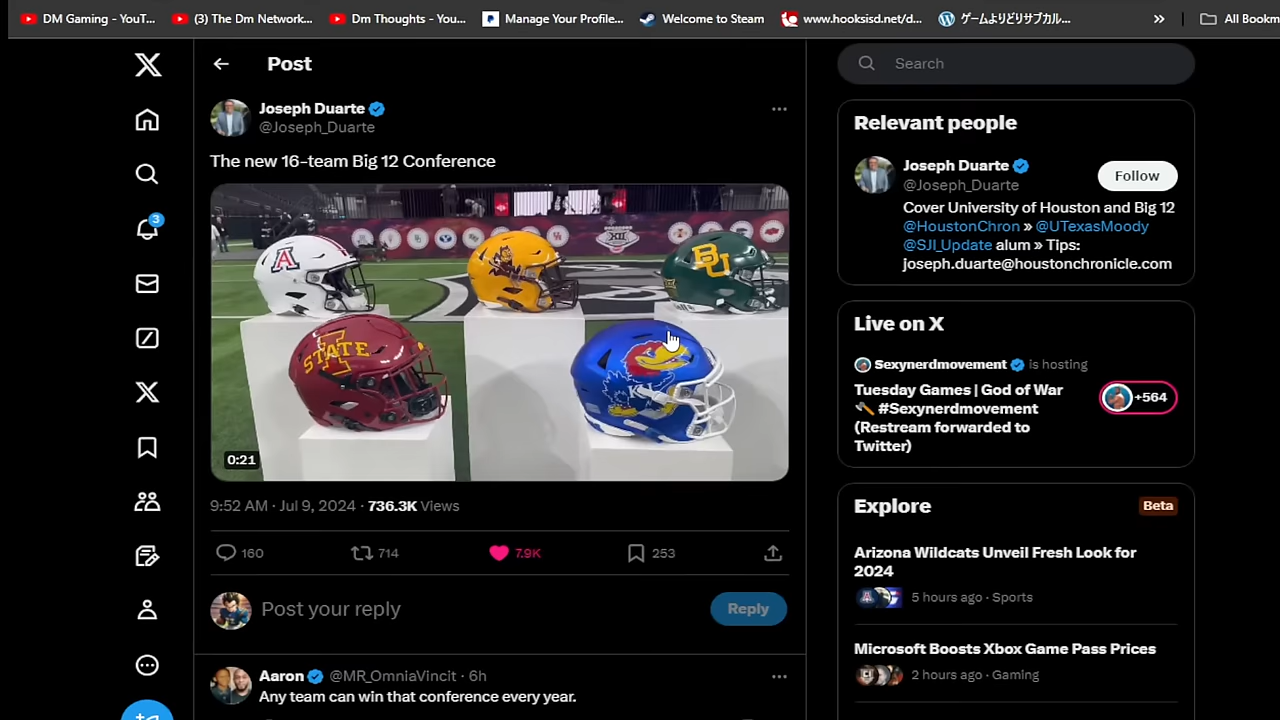 DM Gaming - YouT...
(3) The Dm Network...
Dm Thoughts - You...
Manage Your Profile...
Welcome to Steam
www.hooksisd.net/d...
ゲームよりどりサブカル...
»
All Bookm
Post
Search
Joseph Duarte
@Joseph_Duarte
The new 16-team Big 12 Conference
A
BU
STATE
KU
XII
0:21
9:52 AM · Jul 9, 2024 · 736.3K Views
160
714
7.9K
253
Post your reply
Reply
Aaron @MR_OmniaVincit · 6h
Any team can win that conference every year.
3
Relevant people
Joseph Duarte
@Joseph_Duarte
Follow
Cover University of Houston and Big 12
@HoustonChron » @UTexasMoody
@SJI_Update alum » Tips:
joseph.duarte@houstonchronicle.com
Live on X
Sexynerdmovement is hosting
Tuesday Games | God of War
🪓 #Sexynerdmovement
(Restream forwarded to
Twitter)
+564
Explore
Beta
Arizona Wildcats Unveil Fresh Look for
2024
5 hours ago · Sports
Microsoft Boosts Xbox Game Pass Prices
2 hours ago · Gaming